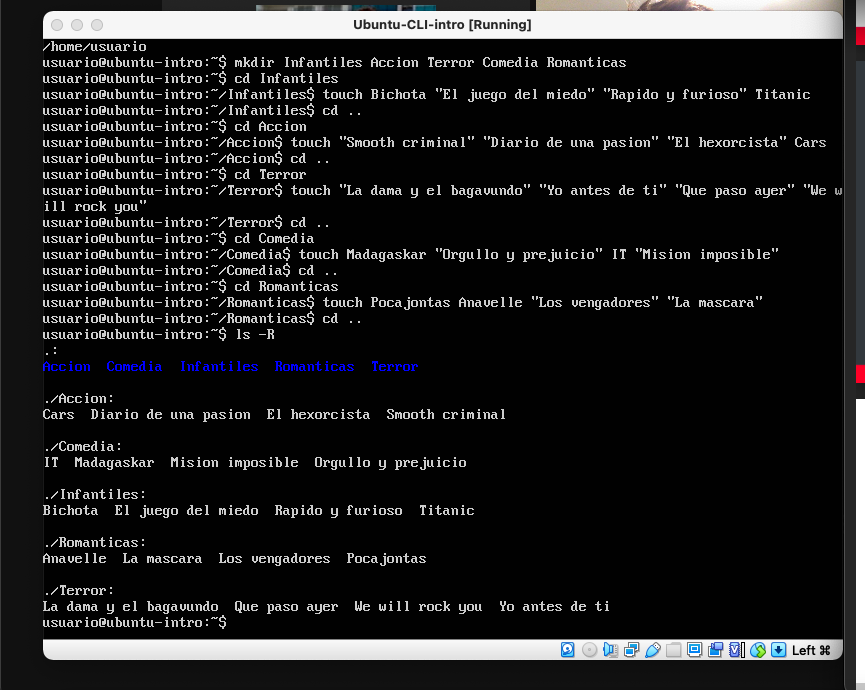 Ubuntu-CLI-intro [Running]
/home/usuario
usuario@ubuntu-intro:~$ mkdir Infantiles Accion Terror Comedia Romanticas
usuario@ubuntu-intro:~$ cd Infantiles
usuario@ubuntu-intro:~/Infantiles$ touch Bichota "El juego del miedo" "Rapido y furioso" Titanic
usuario@ubuntu-intro:~/Infantiles$ cd ..
usuario@ubuntu-intro:~$ cd Accion
usuario@ubuntu-intro:~/Accion$ touch "Smooth criminal" "Diario de una pasion" "El hexorcista" Cars
usuario@ubuntu-intro:~/Accion$ cd ..
usuario@ubuntu-intro:~$ cd Terror
usuario@ubuntu-intro:~/Terror$ touch "La dama y el bagavundo" "Yo antes de ti" "Que paso ayer" "We w
ill rock you"
usuario@ubuntu-intro:~/Terror$ cd ..
usuario@ubuntu-intro:~$ cd Comedia
usuario@ubuntu-intro:~/Comedia$ touch Madagaskar "Orgullo y prejuicio" IT "Mision imposible"
usuario@ubuntu-intro:~/Comedia$ cd ..
usuario@ubuntu-intro:~$ cd Romanticas
usuario@ubuntu-intro:~/Romanticas$ touch Pocajontas Anavelle "Los vengadores" "La mascara"
usuario@ubuntu-intro:~/Romanticas$ cd ..
usuario@ubuntu-intro:~$ ls -R
.:
Accion  Comedia  Infantiles  Romanticas  Terror
./Accion:
Cars  Diario de una pasion  El hexorcista  Smooth criminal
./Comedia:
IT  Madagaskar  Mision imposible  Orgullo y prejuicio
./Infantiles:
Bichota  El juego del miedo  Rapido y furioso  Titanic
./Romanticas:
Anavelle  La mascara  Los vengadores  Pocajontas
./Terror:
La dama y el bagavundo  Que paso ayer  We will rock you  Yo antes de ti
usuario@ubuntu-intro:~$
Left ⌘